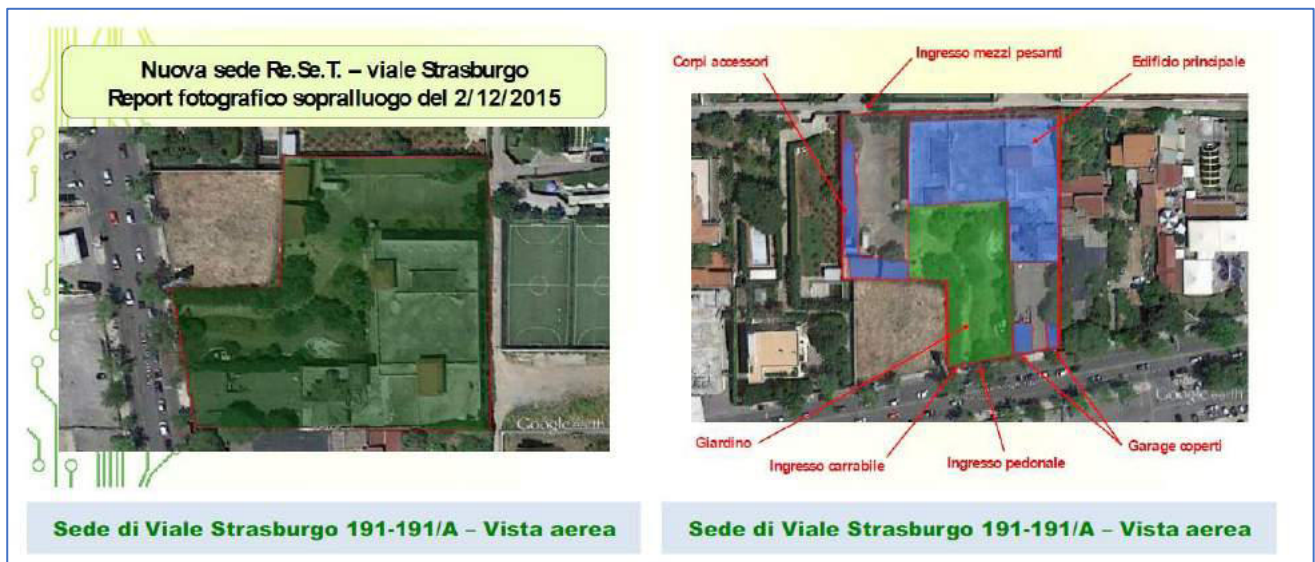 Nuova sede Re.Se.T. – viale Strasburgo
Report fotografico sopralluogo del 2/12/2015
Google earth
Sede di Viale Strasburgo 191-191/A – Vista aerea
Corpi accessori
Ingresso mezzi pesanti
Edificio principale
Google earth
Giardino
Ingresso carrabile
Ingresso pedonale
Garage coperti
Sede di Viale Strasburgo 191-191/A – Vista aerea